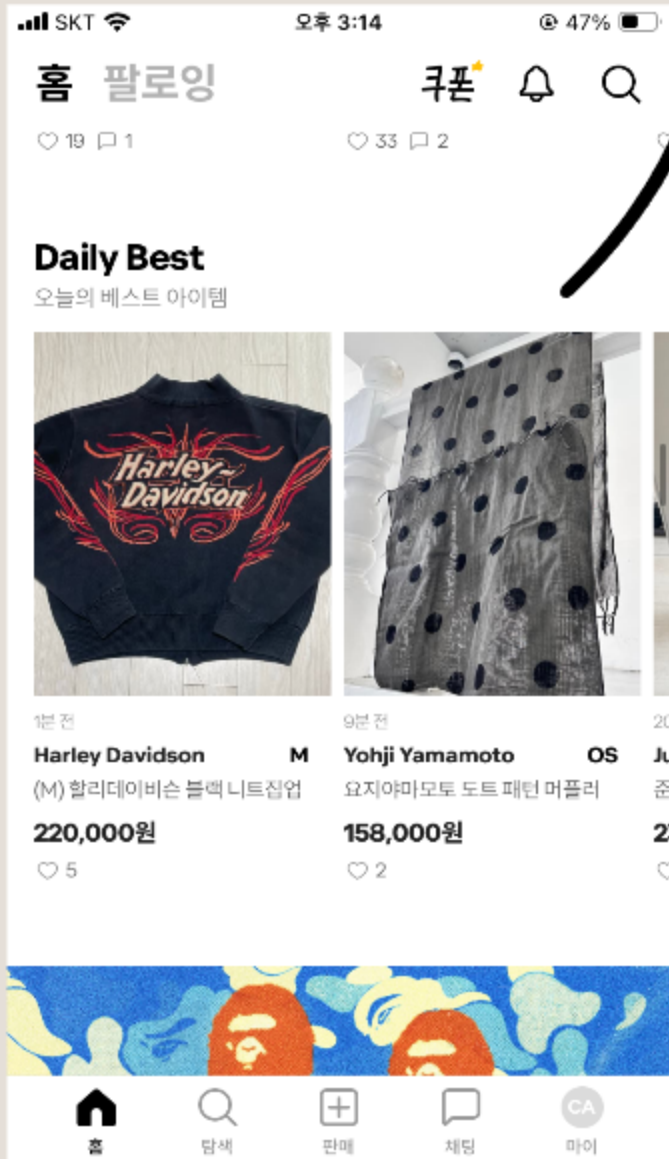 SKT 오후 3:14 47%
홈 팔로잉 쿠폰
19 1 33 2
Daily Best
오늘의 베스트 아이템
Harley-
Davidson
1분 전 9분 전 20
Harley Davidson M Yohji Yamamoto OS Ju
(M) 할리데이비슨 블랙 니트집업 요지야마모토 도트 패턴 머플러 준
220,000원 158,000원
5 2
CA
홈 탐색 판매 채팅 마이